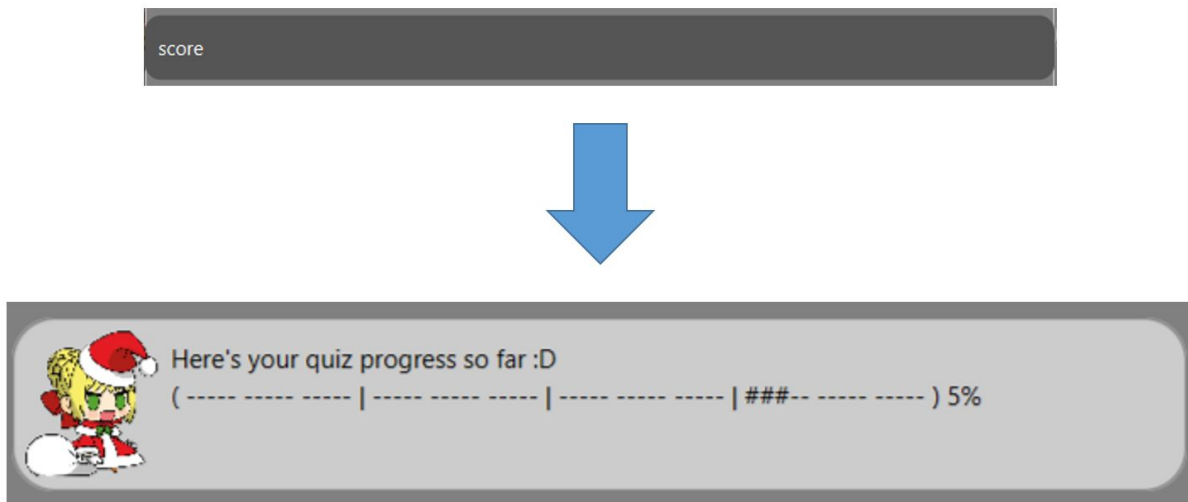 score
Here's your quiz progress so far :D
( ----- ----- ----- | ----- ----- ----- | ----- ----- ----- | ###-- ----- ----- ) 5%